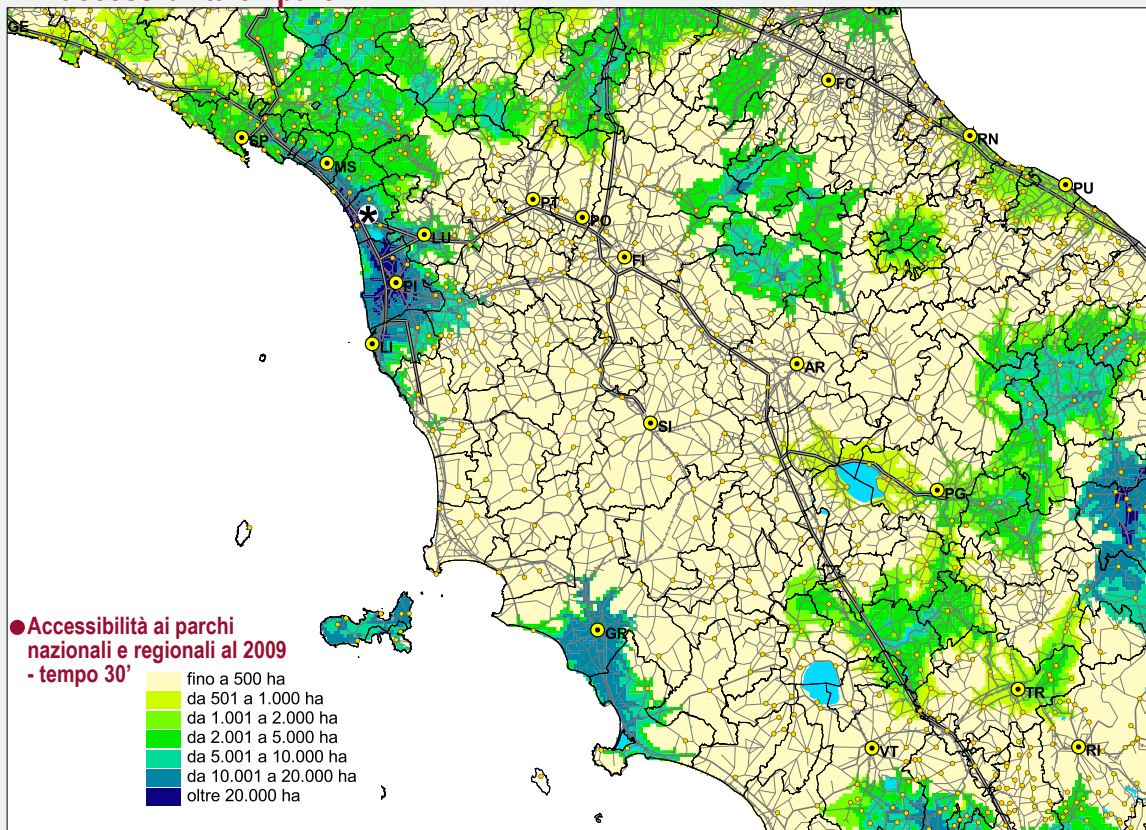 GE
RA
FC
SP
RN
MS
PU
PT
PO
LU
FI
PI
LI
AR
SI
PG
GR
TR
VT
RI
*
Accessibilità ai parchi
nazionali e regionali al 2009
- tempo 30’
fino a 500 ha
da 501 a 1.000 ha
da 1.001 a 2.000 ha
da 2.001 a 5.000 ha
da 5.001 a 10.000 ha
da 10.001 a 20.000 ha
oltre 20.000 ha